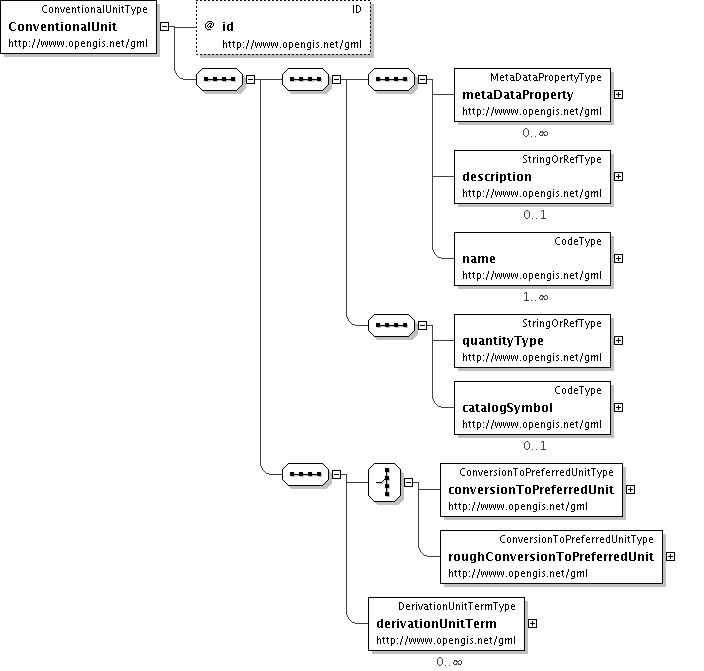 ConventionalUnitType
ConventionalUnit
http://www.opengis.net/gml
ID
@ id
http://www.opengis.net/gml
MetaDataPropertyType
metaDataProperty
http://www.opengis.net/gml
0..∞
StringOrRefType
description
http://www.opengis.net/gml
0..1
CodeType
name
http://www.opengis.net/gml
1..∞
StringOrRefType
quantityType
http://www.opengis.net/gml
CodeType
catalogSymbol
http://www.opengis.net/gml
0..1
ConversionToPreferredUnitType
conversionToPreferredUnit
http://www.opengis.net/gml
ConversionToPreferredUnitType
roughConversionToPreferredUnit
http://www.opengis.net/gml
DerivationUnitTermType
derivationUnitTerm
http://www.opengis.net/gml
0..∞